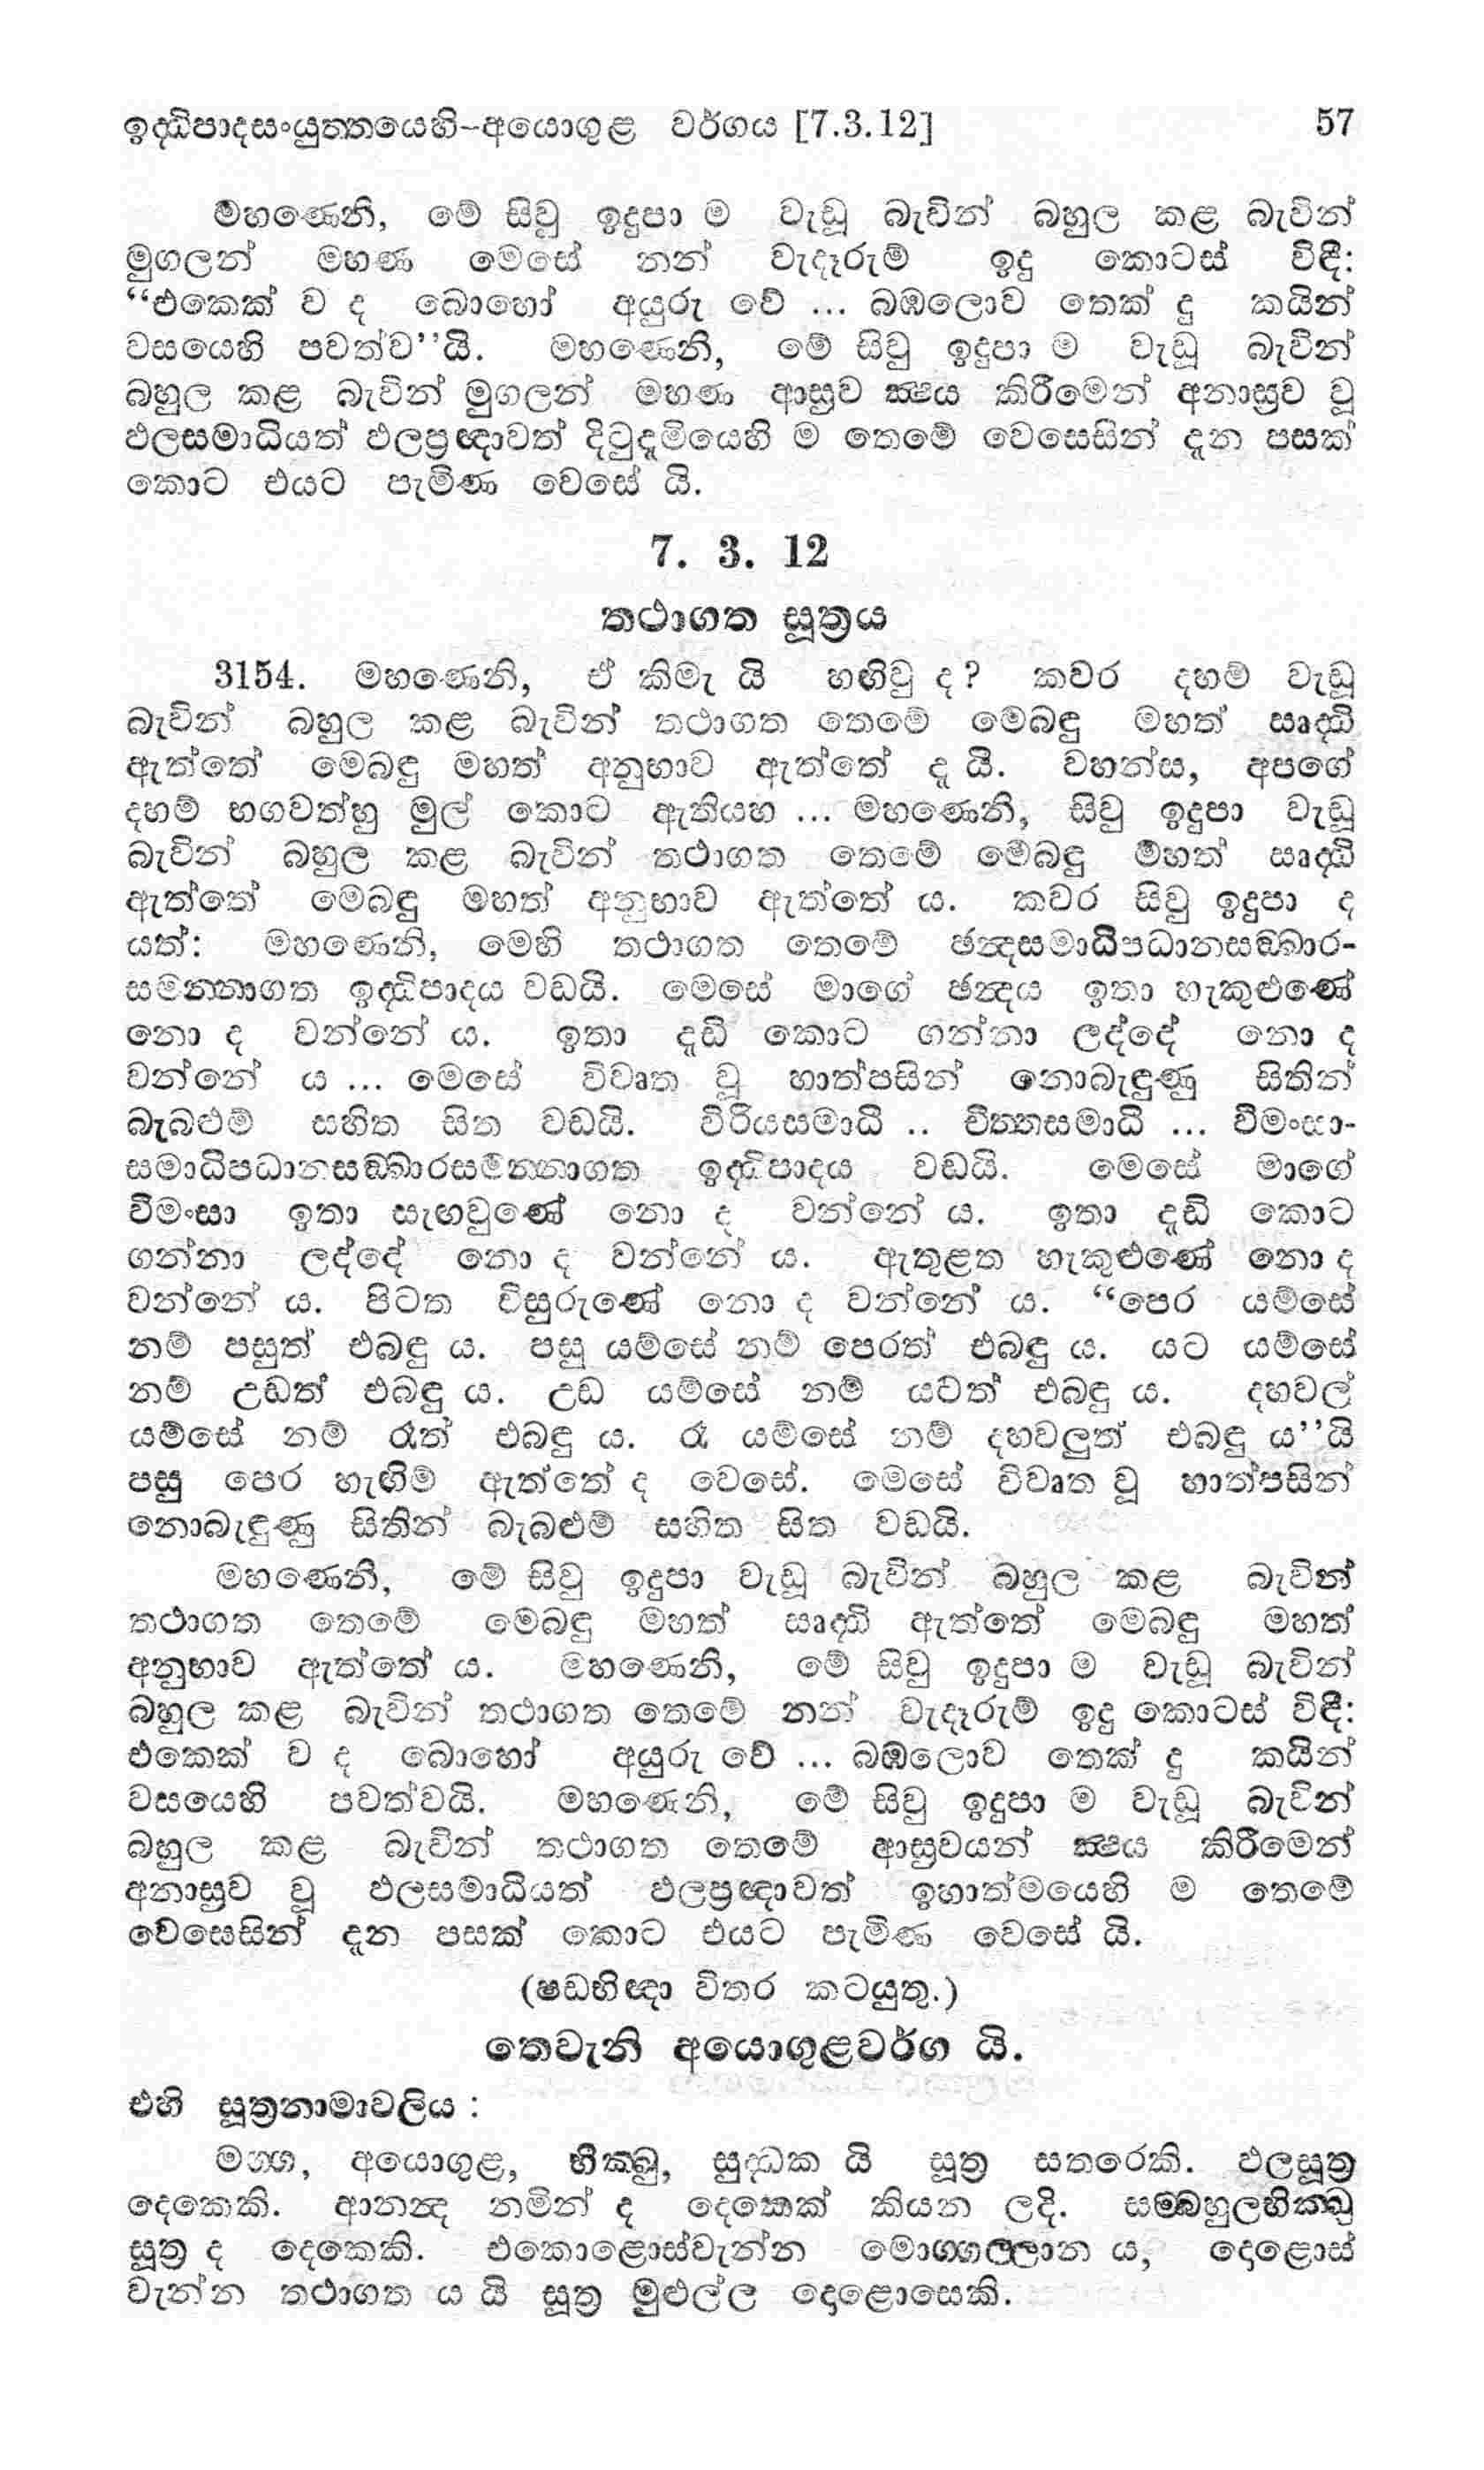 ඉද්ධිපාදසංයුත්තයෙහි-අයොගුළ වර්ගය [7.3.12] 57
මහණෙනි, මේ සිවු ඉදුපා ම වැඩූ බැවින් බහුල කළ බැවින්
මුගලන් මහණ මෙසේ නන් වැදෑරුම් ඉදු කොටස් විඳී:
“එකෙක් ව ද බොහෝ අයුරු වේ ... බඹලොව තෙක් දු කයින්
වසයෙහි පවත්ව’’යි. මහණෙනි, මේ සිවු ඉදුපා ම වැඩූ බැවින්
බහුල කළ බැවින් මුගලන් මහණ ආස්‍රව ක්‍ෂය කිරීමෙන් අනාස්‍රව වූ
ඵලසමාධියත් ඵලප්‍රඥාවත් දිටුදැමියෙහි ම තෙමේ වෙසෙසින් දැන පසක්
කොට එයට පැමිණ වෙසේ යි.
7. 3. 12
තථාගත සූත්‍රය
3154. මහණෙනි, ඒ කිමැ යි හඟිවු ද? කවර දහම් වැඩූ
බැවින් බහුල කළ බැවින් තථාගත තෙමේ මෙබඳු මහත් සෘද්ධි
ඇත්තේ මෙබඳු මහත් අනුභාව ඇත්තේ දැ යි. වහන්ස, අපගේ
දහම් භගවත්හු මුල් කොට ඇතියහ ... මහණෙනි, සිවු ඉදුපා වැඩූ
බැවින් බහුල කළ බැවින් තථාගත තෙමේ මෙබඳු මහත් සෘද්ධි
ඇත්තේ මෙබඳු මහත් අනුභාව ඇත්තේ ය. කවර සිවු ඉදුපා ද
යත්: මහණෙනි, මෙහි තථාගත තෙමේ ඡන්දසමාධිපධානසඞ්ඛාර-
සමන්නාගත ඉද්ධිපාදය වඩයි. මෙසේ මාගේ ඡන්දය ඉතා හැකුළුණේ
නො ද වන්නේ ය. ඉතා දැඩි කොට ගන්නා ලද්දේ නො ද
වන්නේ ය ... මෙසේ විවෘත වූ හාත්පසින් නොබැඳුණු සිතින්
බැබළුම් සහිත සිත වඩයි. විරියසමාධි .. චිත්තසමාධි ... වීමංසා-
සමාධිපධානසඞ්ඛාරසමන්නාගත ඉද්ධිපාදය වඩයි. මෙසේ මාගේ
වීමංසා ඉතා සැඟවුණේ නො ද වන්නේ ය. ඉතා දැඩි කොට
ගන්නා ලද්දේ නො ද වන්නේ ය. ඇතුළත හැකුළුණේ නො ද
වන්නේ ය. පිටත විසුරුණේ නො ද වන්නේ ය. “පෙර යම්සේ
නම් පසුත් එබඳු ය. පසු යම්සේ නම් පෙරත් එබඳු ය. යට යම්සේ
නම් උඩත් එබඳු ය. උඩ යම්සේ නම් යටත් එබඳු ය. දහවල්
යම්සේ නම් රෑත් එබඳු ය. රෑ යම්සේ නම් දහවලුත් එබඳු ය’’යි
පසු පෙර හැඟිම් ඇත්තේ ද වෙසේ. මෙසේ විවෘත වූ හාත්පසින්
නොබැඳුණු සිතින් බැබළුම් සහිත සිත වඩයි.
මහණෙනි, මේ සිවු ඉදුපා වැඩූ බැවින් බහුල කළ බැවින්
තථාගත තෙමේ මෙබඳු මහත් සෘද්ධි ඇත්තේ මෙබඳු මහත්
අනුභාව ඇත්තේ ය. මහණෙනි, මේ සිවු ඉදුපා ම වැඩූ බැවින්
බහුල කළ බැවින් තථාගත තෙමේ නන් වැදෑරුම් ඉදු කොටස් විඳී:
එකෙක් ව ද බොහෝ අයුරු වේ ... බඹලොව තෙක් දු කයින්
වසයෙහි පවත්වයි. මහණෙනි, මේ සිවු ඉදුපා ම වැඩූ බැවින්
බහුල කළ බැවින් තථාගත තෙමේ ආස්‍රවයන් ක්‍ෂය කිරීමෙන්
අනාස්‍රව වූ ඵලසමාධියත් ඵලප්‍රඥාවත් ඉහාත්මයෙහි ම තෙමේ
වෙසෙසින් දැන පසක් කොට එයට පැමිණ වෙසේ යි.
(ෂඩභිඥා විතර කටයුතු.)
තෙවැනි අයොගුළවර්ග යි.
එහි සූත්‍රනාමාවලිය :
මග්ග, අයොගුළ, භික්ඛු, සුද්ධක යි සූත්‍ර සතරෙකි. ඵලසූත්‍ර
දෙකෙකි. ආනන්ද නමින් ද දෙකෙක් කියන ලදි. සම්බහුලභික්ඛු
සූත්‍ර ද දෙකෙකි. එකොළොස්වැන්න මොග්ගල්ලාන ය, දොළොස්
වැන්න තථාගත ය යි සූත්‍ර මුළුල්ල දොළොසෙකි.